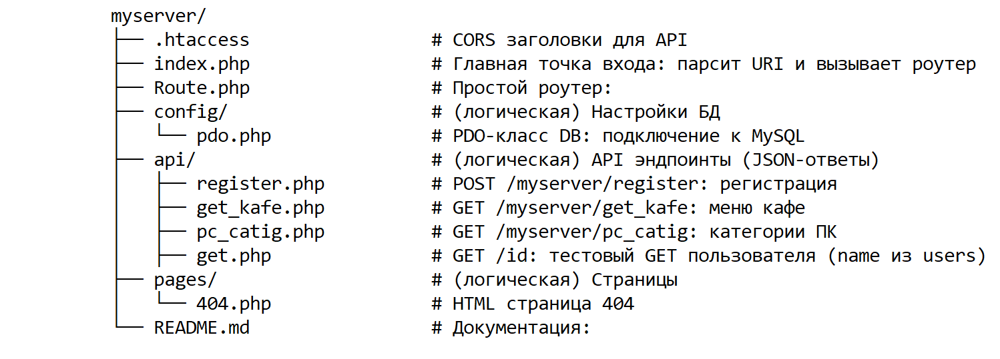 myserver/
├── .htaccess                 # CORS заголовки для API
├── index.php                 # Главная точка входа: парсит URI и вызывает роутер
├── Route.php                 # Простой роутер:
├── config/                   # (логическая) Настройки БД
│   └── pdo.php               # PDO-класс DB: подключение к MySQL
├── api/                      # (логическая) API эндпоинты (JSON-ответы)
│   ├── register.php          # POST /myserver/register: регистрация
│   ├── get_kafe.php          # GET /myserver/get_kafe: меню кафе
│   ├── pc_catig.php          # GET /myserver/pc_catig: категории ПК
│   ├── get.php               # GET /id: тестовый GET пользователя (name из users)
├── pages/                    # (логическая) Страницы
│   └── 404.php               # HTML страница 404
└── README.md                 # Документация: